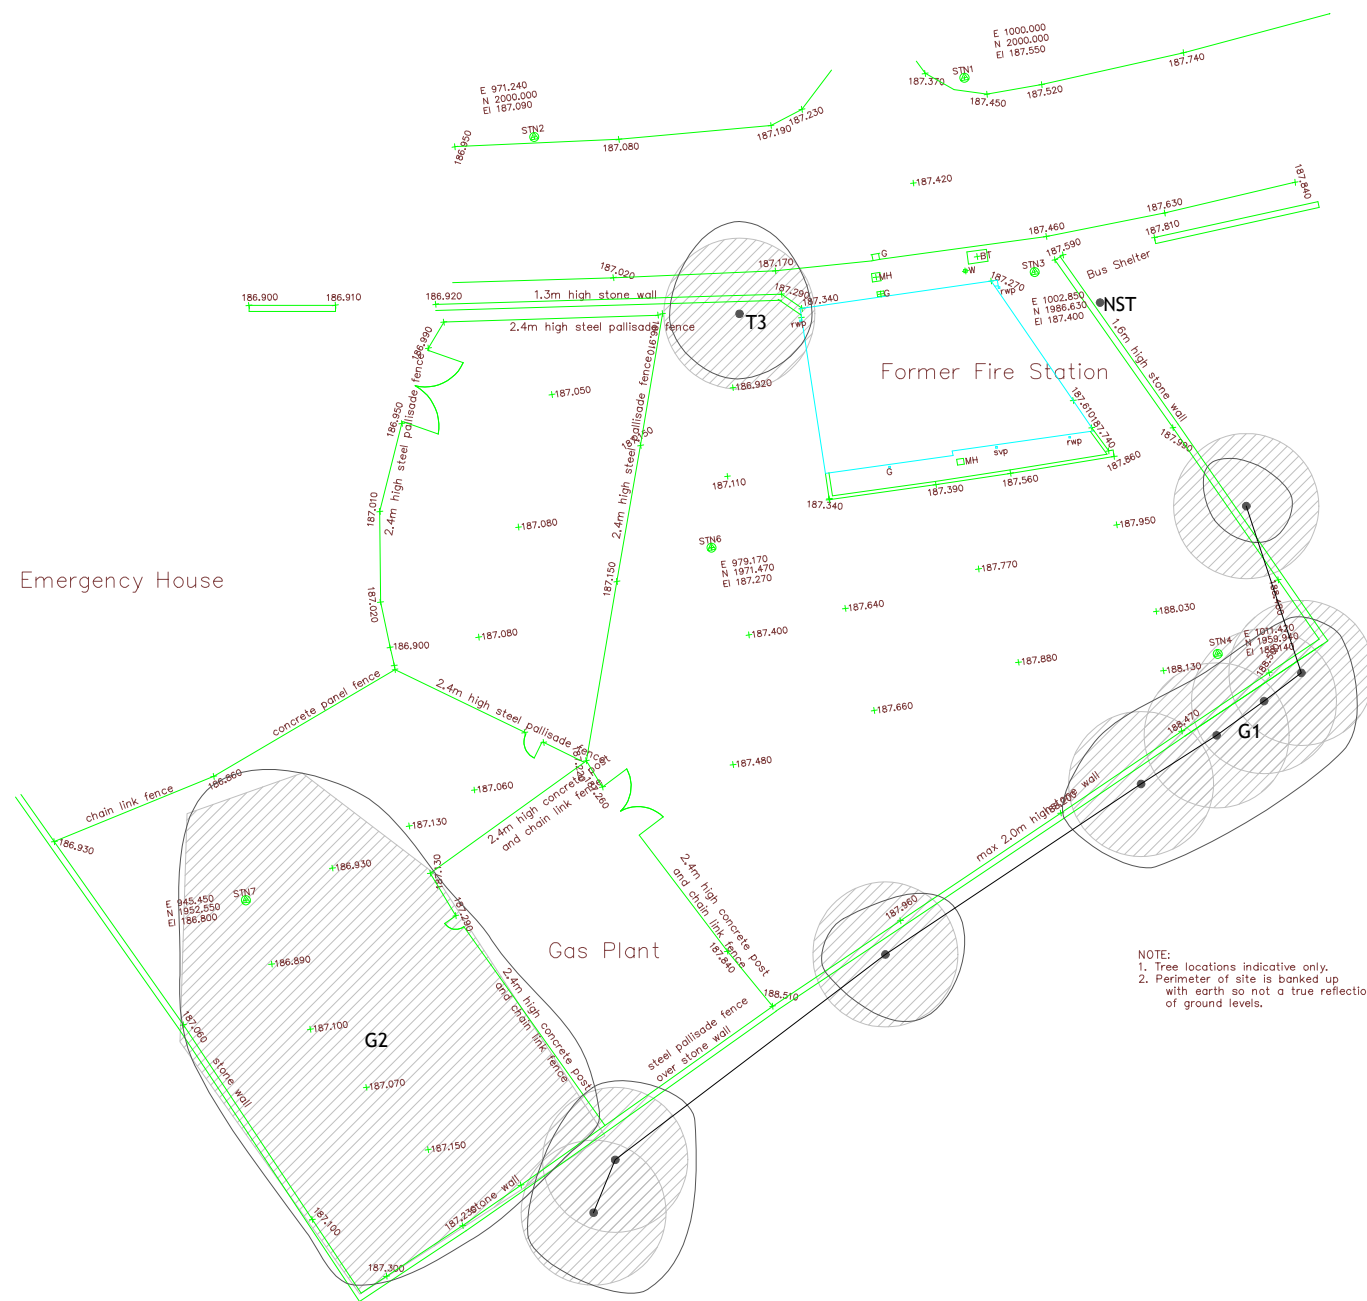 E 1000.000
N 2000.000
El 187.550
STN1
187.370
187.450
187.520
187.740
E 971.240
N 2000.000
El 187.090
STN2
186.950
187.080
187.190
187.230
187.420
187.840
187.630
187.810
187.460
187.590
Bus Shelter
G
BT
MH
W
G
STN3
187.270
rwp
E 1002.850
N 1986.630
El 187.400
NST
1.6m high stone wall
187.020
187.170
187.290
187.340
rwp
186.900
186.910
186.920
1.3m high stone wall
2.4m high steel pallisade fence
T3
186.990
186.910
186.920
187.050
Former Fire Station
187.610
187.740
187.990
187.860
rwp
svp
MH
G
187.340
187.390
187.560
186.950
2.4m high steel pallisade fence
2.4m high steel pallisade fence
187.110
187.010
187.080
187.950
STN6
E 979.170
N 1971.470
El 187.270
187.770
Emergency House
187.020
187.150
187.640
188.030
187.080
187.400
186.900
187.880
188.130
STN4
E 1011.420
N 1959.940
El 188.140
concrete panel fence
2.4m high steel pallisade fence
187.660
188.470
G1
187.480
187.260
2.4m high concrete post
and chain link fence
chain link fence
186.860
187.060
186.930
187.130
max 2.0m high stone wall
187.130
186.930
STN7
E 945.450
N 1952.550
El 186.800
187.290
2.4m high concrete post
and chain link fence
187.840
187.960
Gas Plant
186.890
2.4m high concrete post
and chain link fence
188.510
NOTE:
1. Tree locations indicative only.
2. Perimeter of site is banked up
with earth so not a true reflectio
of ground levels.
187.060
187.100
G2
steel pallisade fence
over stone wall
stone wall
187.070
187.150
stone wall
187.230
187.100
187.300